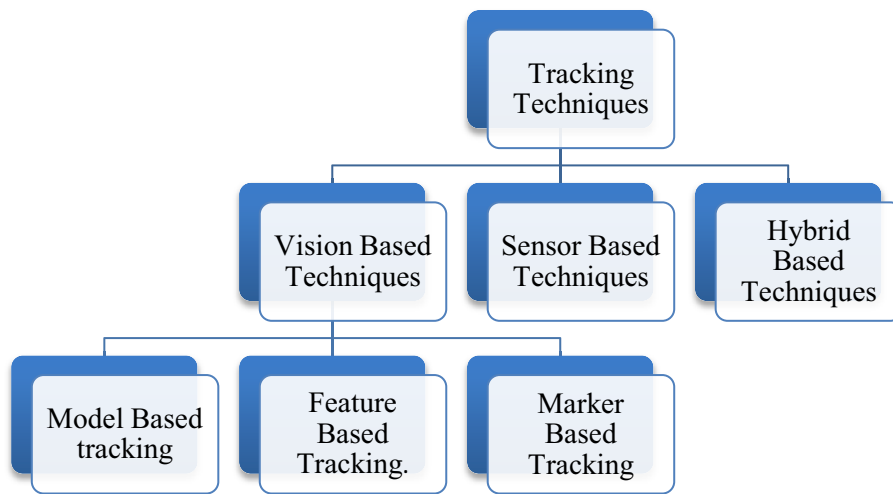 Tracking
Techniques
Vision Based
Techniques
Sensor Based
Techniques
Hybrid
Based
Techniques
Model Based
tracking
Feature
Based
Tracking.
Marker
Based
Tracking